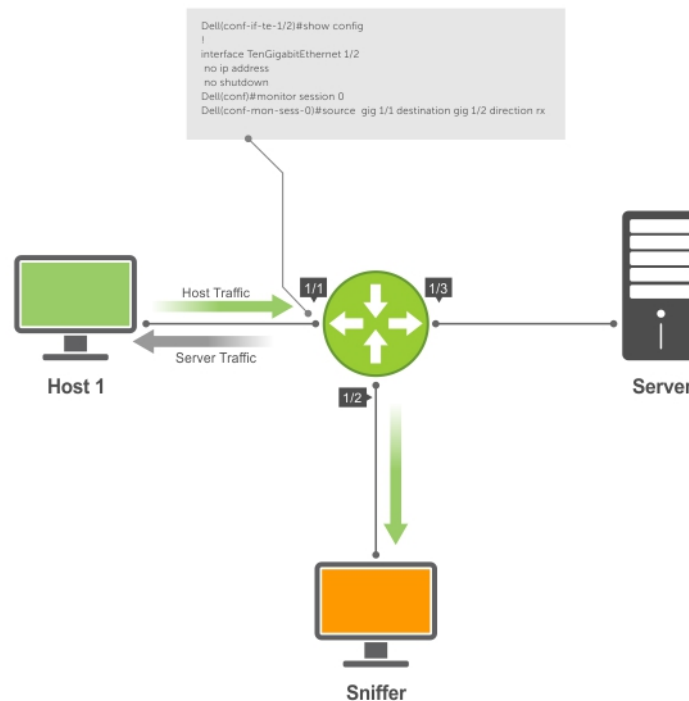 Dell(conf-if-te-1/2)#show config
!
interface TenGigabitEthernet 1/2
no ip address
no shutdown
Dell(conf)#monitor session 0
Dell(conf-mon-sess-0)#source gig 1/1 destination gig 1/2 direction rx
Host Traffic
1/1
1/3
Server Traffic
Host 1
Server
1/2
Sniffer